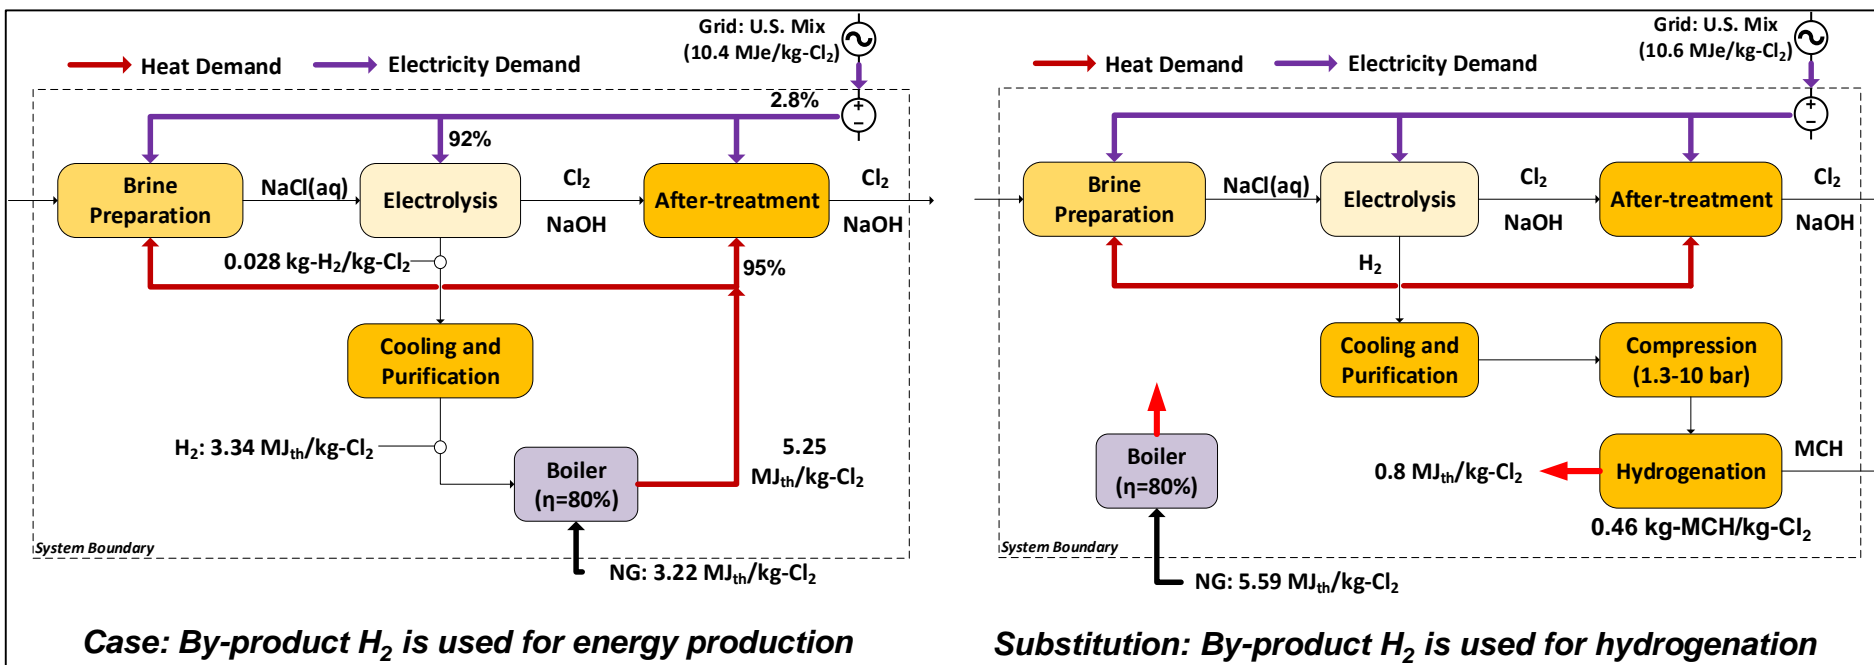 Grid: U.S. Mix
(10.4 MJe/kg-Cl₂)
Heat Demand
Electricity Demand
2.8%
92%
Brine
Preparation
NaCl(aq)
Electrolysis
Cl₂
NaOH
After-treatment
Cl₂
NaOH
0.028 kg-H₂/kg-Cl₂
95%
Cooling and
Purification
H₂: 3.34 MJth/kg-Cl₂
Boiler
(η=80%)
5.25
MJth/kg-Cl₂
System Boundary
NG: 3.22 MJth/kg-Cl₂
Case: By-product H₂ is used for energy production
Grid: U.S. Mix
(10.6 MJe/kg-Cl₂)
Heat Demand
Electricity Demand
Brine
Preparation
NaCl(aq)
Electrolysis
Cl₂
NaOH
After-treatment
Cl₂
NaOH
H₂
Cooling and
Purification
Compression
(1.3-10 bar)
Boiler
(η=80%)
0.8 MJth/kg-Cl₂
Hydrogenation
MCH
0.46 kg-MCH/kg-Cl₂
System Boundary
NG: 5.59 MJth/kg-Cl₂
Substitution: By-product H₂ is used for hydrogenation